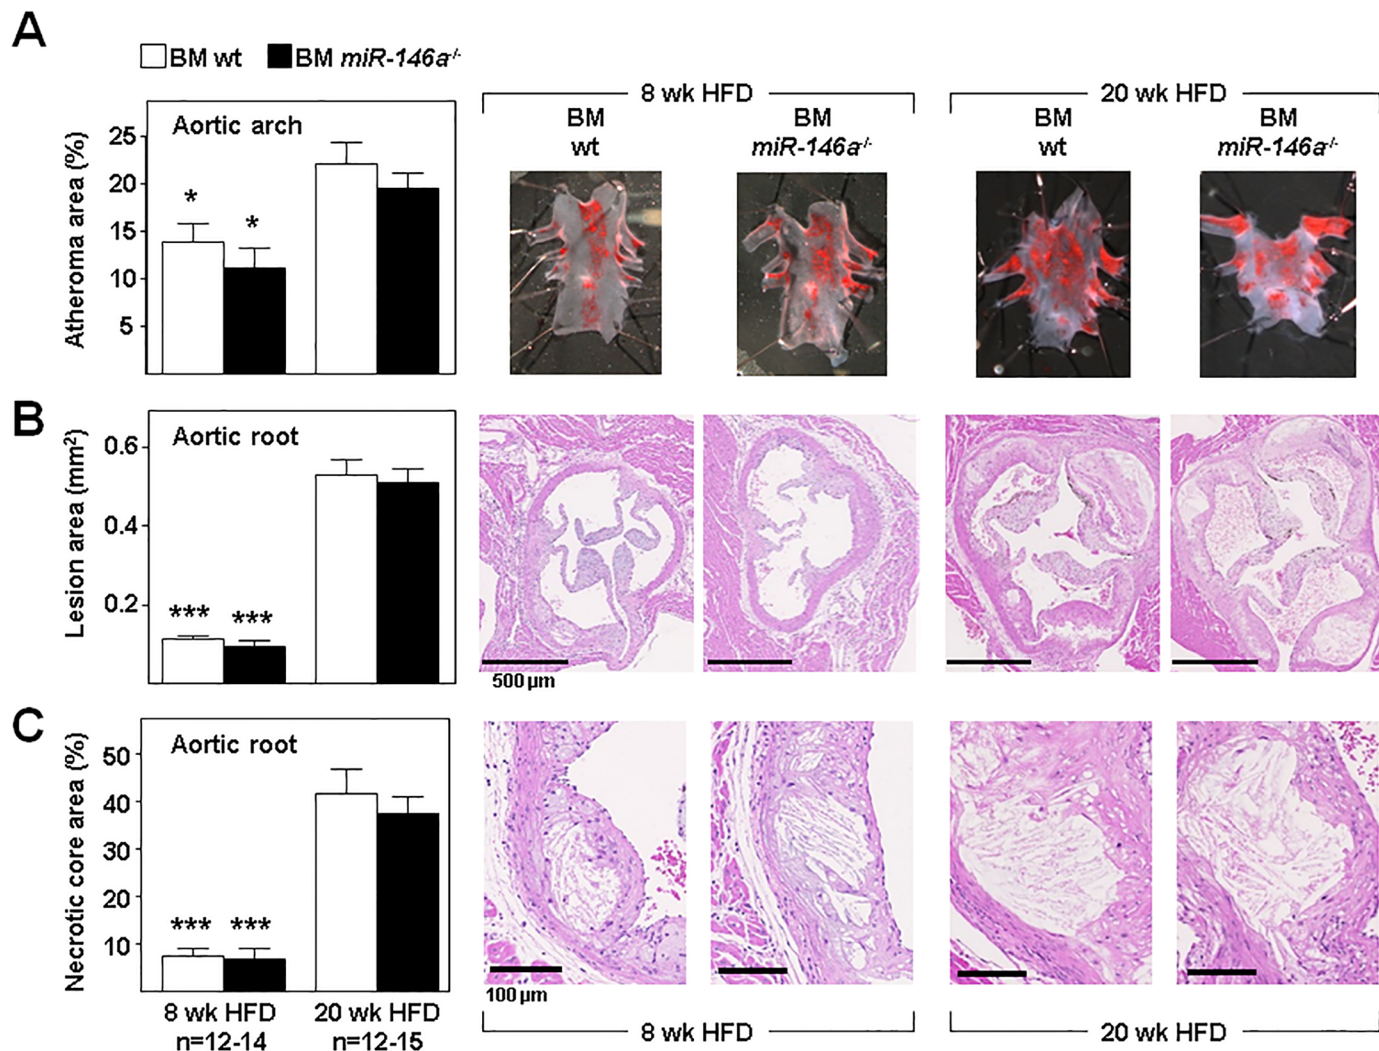 A
BM wt BM miR-146a-/-
8 wk HFD
20 wk HFD
BM
wt
BM
miR-146a-/-
BM
wt
BM
miR-146a-/-
Aortic arch
Atheroma area (%)
25
20
15
10
5
*
*
B
Aortic root
Lesion area (mm2)
0.6
0.4
0.2
***
***
500 µm
C
Aortic root
Necrotic core area (%)
50
40
30
20
10
***
***
100 µm
8 wk HFD
n=12-14
20 wk HFD
n=12-15
8 wk HFD
20 wk HFD